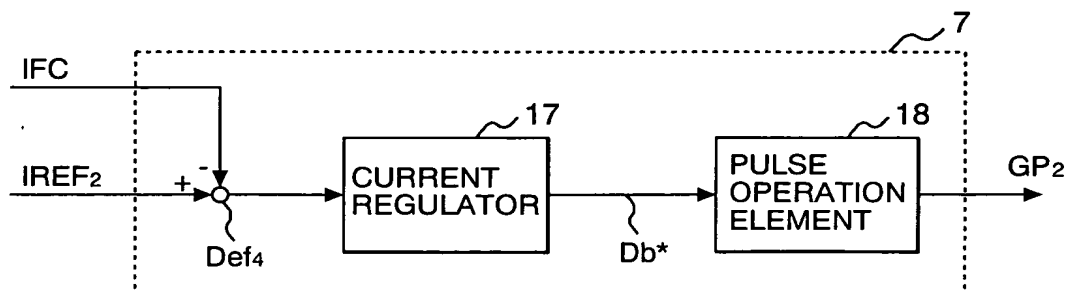 7
IFC
17
18
-
IREF2
+
CURRENT
REGULATOR
PULSE
OPERATION
ELEMENT
GP2
Def4
Db*